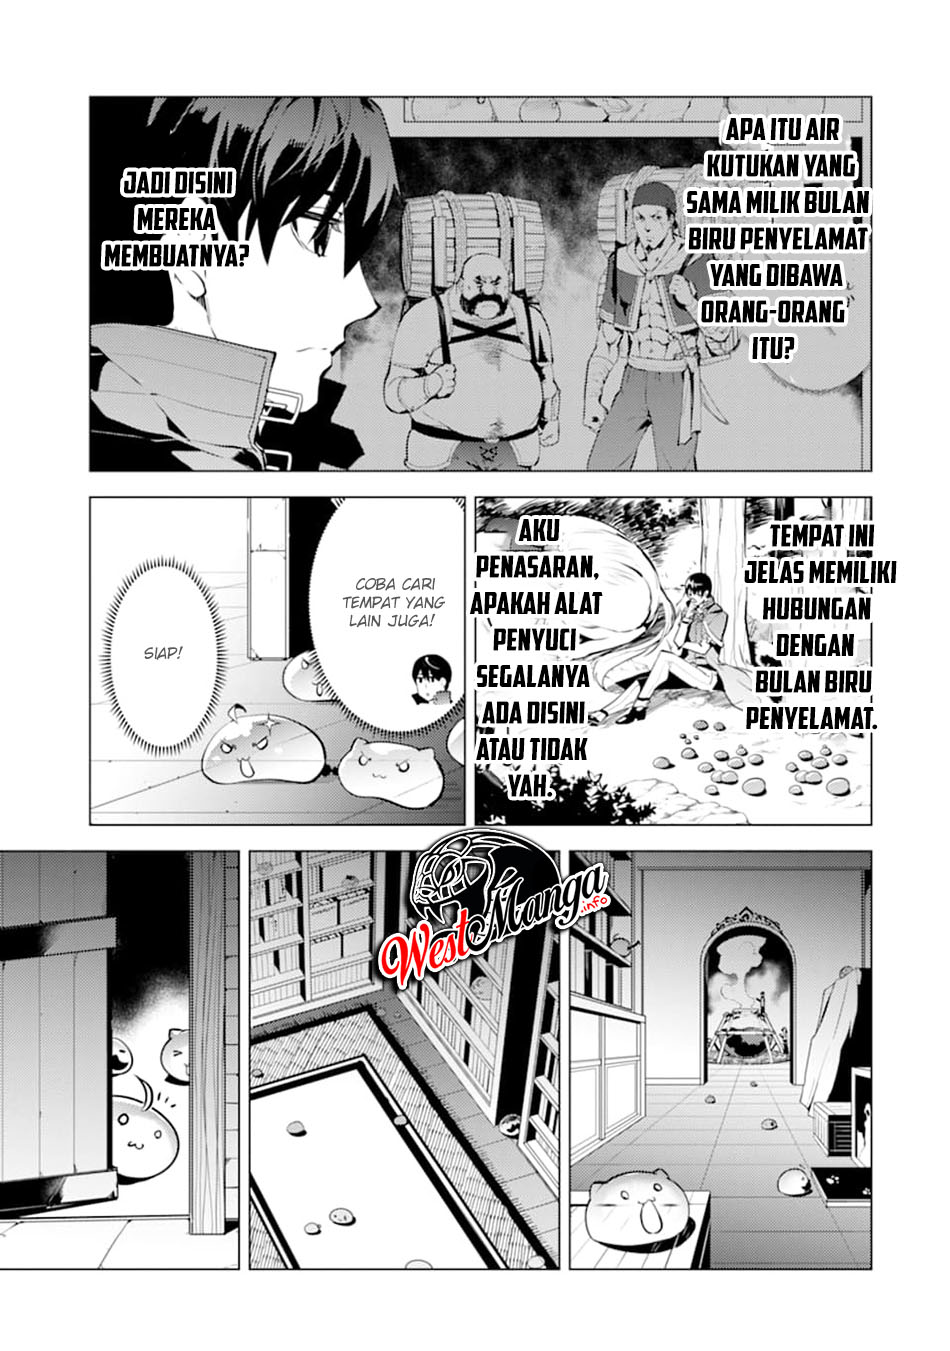 APA ITU AIR
KUTUKAN YANG
SAMA MILIK BULAN
BIRU PENYELAMAT
YANG DIBAWA
ORANG-ORANG
ITU?
JADI DISINI
MEREKA
MEMBUATNYA?
TEMPAT INI
JELAS MEMILIKI
HUBUNGAN
DENGAN
BULAN BIRU
PENYELAMAT.
AKU
PENASARAN,
APAKAH ALAT
PENYUCI
SEGALANYA
ADA DISINI
ATAU TIDAK
YAH.
COBA CARI
TEMPAT YANG
LAIN JUGA!
SIAP!
WestManga
.info